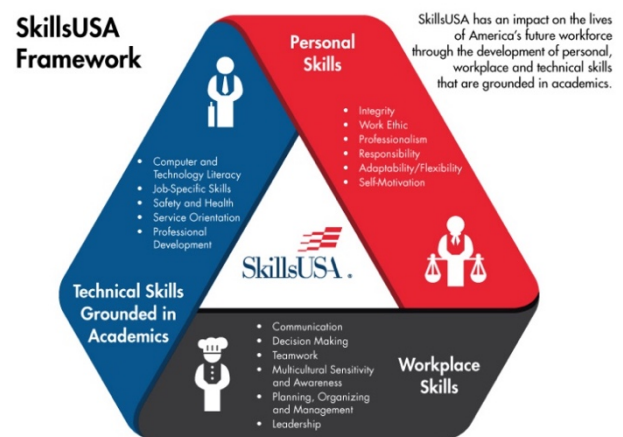 SkillsUSA
Framework
SkillsUSA has an impact on the lives
of America's future workforce
through the development of personal,
workplace and technical skills
that are grounded in academics.
Personal
Skills
• Integrity
• Work Ethic
• Professionalism
• Responsibility
• Adaptability/Flexibility
• Self-Motivation
• Computer and
Technology Literacy
• Job-Specific Skills
• Safety and Health
• Service Orientation
• Professional
Development
SkillsUSA®
Technical Skills
Grounded in
Academics
• Communication
• Decision Making
• Teamwork
• Multicultural Sensitivity
and Awareness
• Planning, Organizing
and Management
• Leadership
Workplace
Skills